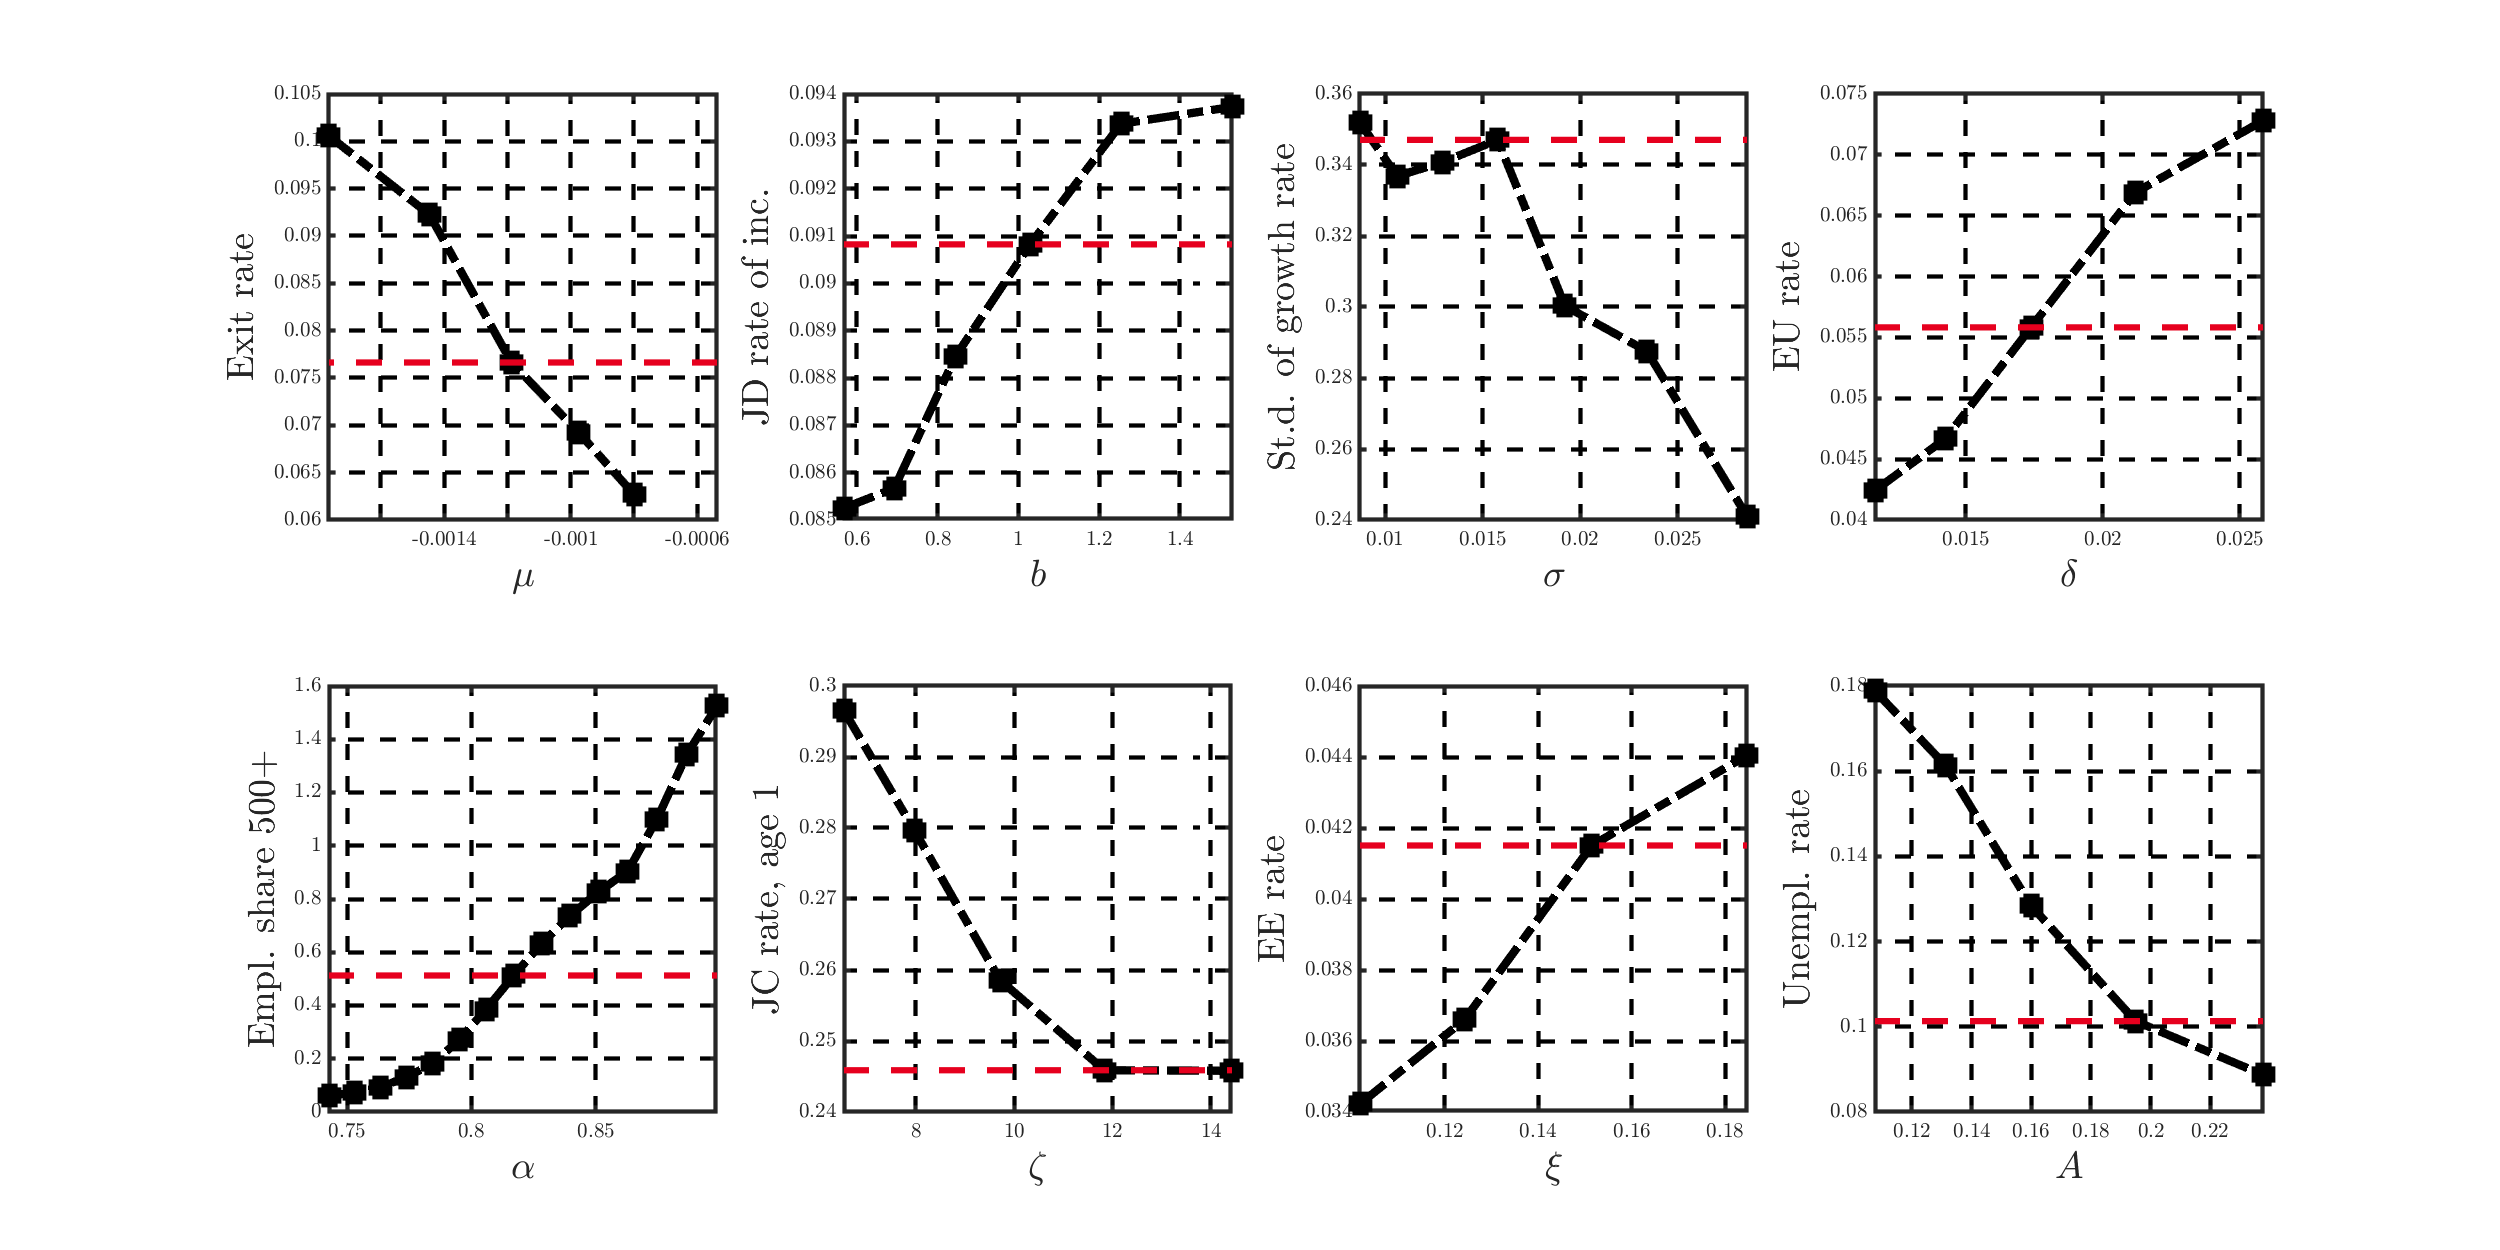 Exit rate
0.105
0.1
0.095
0.09
0.085
0.08
0.075
0.07
0.065
0.06
-0.0014 -0.001 -0.0006
μ
JD rate of inc.
0.094
0.093
0.092
0.091
0.09
0.089
0.088
0.087
0.086
0.085
0.6 0.8 1 1.2 1.4
b
St.d. of growth rate
0.36
0.34
0.32
0.3
0.28
0.26
0.24
0.01 0.015 0.02 0.025
σ
EU rate
0.075
0.07
0.065
0.06
0.055
0.05
0.045
0.04
0.015 0.02 0.025
δ
Empl. share 500+
1.6
1.4
1.2
1
0.8
0.6
0.4
0.2
0
0.75 0.8 0.85
α
JC rate, age 1
0.3
0.29
0.28
0.27
0.26
0.25
0.24
8 10 12 14
ζ
EE rate
0.046
0.044
0.042
0.04
0.038
0.036
0.034
0.12 0.14 0.16 0.18
ξ
Unempl. rate
0.18
0.16
0.14
0.12
0.1
0.08
0.12 0.14 0.16 0.18 0.2 0.22
A